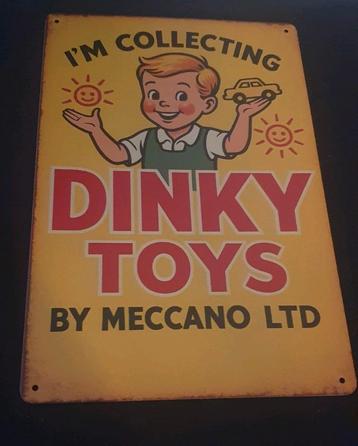 I'M COLLECTING
DINKY
TOYS
BY MECCANO LTD